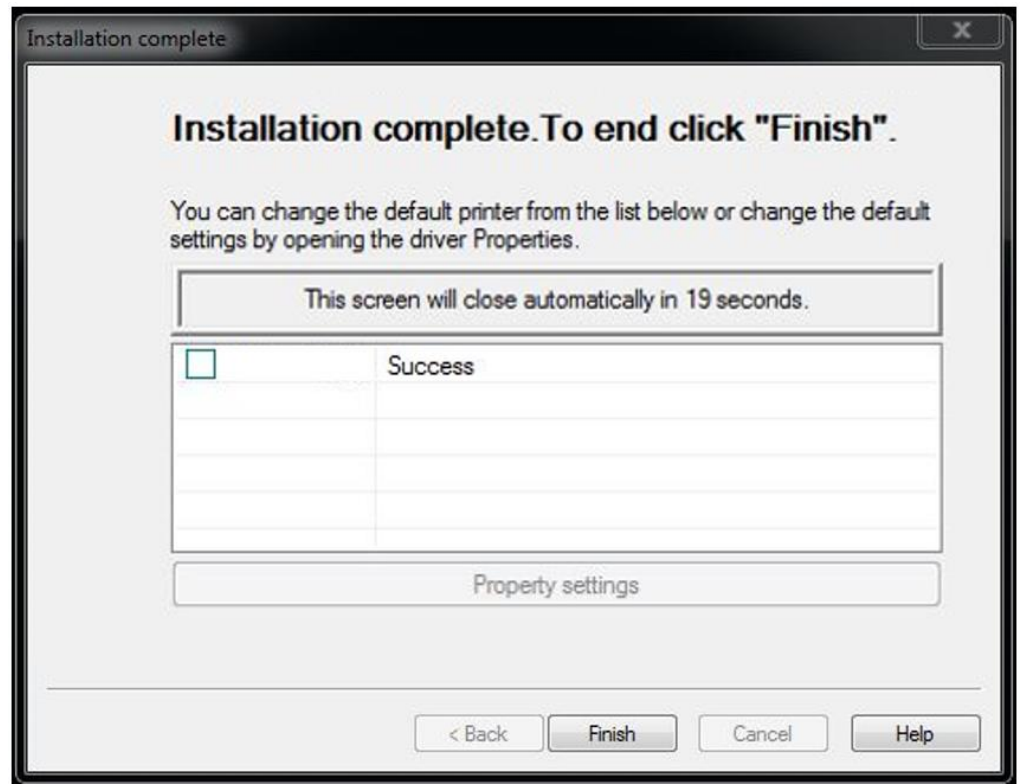 Installation complete
Installation complete.To end click "Finish".
You can change the default printer from the list below or change the default
settings by opening the driver Properties.
This screen will close automatically in 19 seconds.
Success
Property settings
< Back Finish Cancel Help